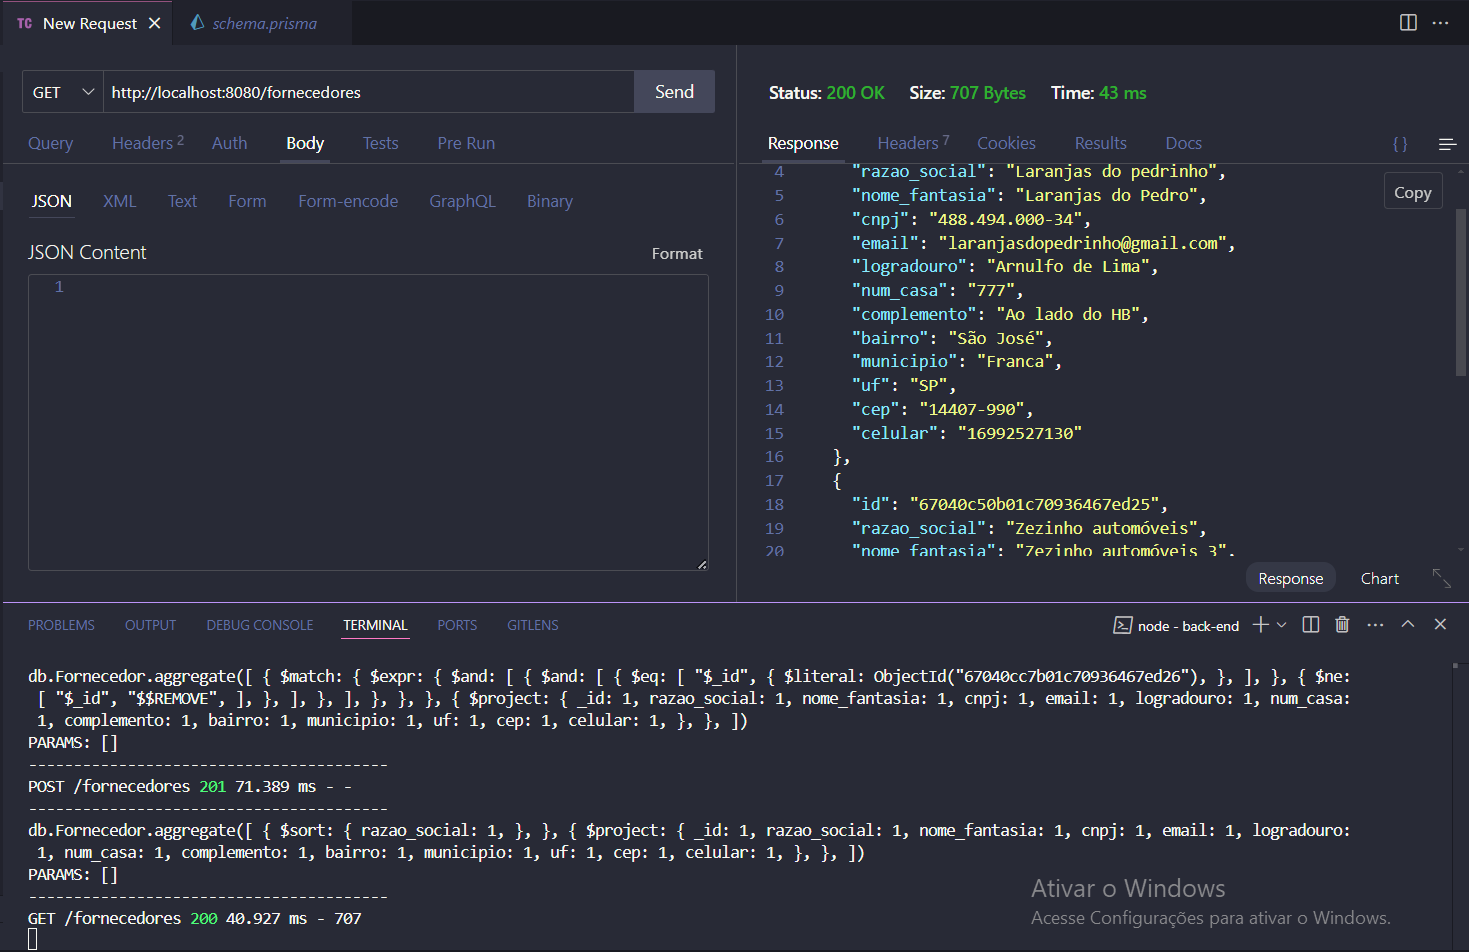 TC New Request
schema.prisma
GET http://localhost:8080/fornecedores Send
Query Headers 2 Auth Body Tests Pre Run
JSON XML Text Form Form-encode GraphQL Binary
JSON Content Format
1
Status: 200 OK Size: 707 Bytes Time: 43 ms
Response Headers 7 Cookies Results Docs { }
Copy
4 "razao_social": "Laranjas do pedrinho",
5 "nome_fantasia": "Laranjas do Pedro",
6 "cnpj": "488.494.000-34",
7 "email": "laranjasdopedrinho@gmail.com",
8 "logradouro": "Arnulfo de Lima",
9 "num_casa": "777",
10 "complemento": "Ao lado do HB",
11 "bairro": "São José",
12 "municipio": "Franca",
13 "uf": "SP",
14 "cep": "14407-990",
15 "celular": "16992527130"
16 },
17 {
18 "id": "67040c50b01c70936467ed25",
19 "razao_social": "Zezinho automóveis",
20 "nome_fantasia": "Zezinho automóveis 3",
Response Chart
PROBLEMS OUTPUT DEBUG CONSOLE TERMINAL PORTS GITLENS
node - back-end
db.Fornecedor.aggregate([ { $match: { $expr: { $and: [ { $and: [ { $eq: [ "$_id", { $literal: ObjectId("67040cc7b01c70936467ed26"), }, ], }, { $ne:
[ "$_id", "$$REMOVE", ], }, ], }, ], }, }, }, { $project: { _id: 1, razao_social: 1, nome_fantasia: 1, cnpj: 1, email: 1, logradouro: 1, num_casa:
1, complemento: 1, bairro: 1, municipio: 1, uf: 1, cep: 1, celular: 1, }, }, ])
PARAMS: []
----------------------------------------
POST /fornecedores 201 71.389 ms - -
----------------------------------------
db.Fornecedor.aggregate([ { $sort: { razao_social: 1, }, }, { $project: { _id: 1, razao_social: 1, nome_fantasia: 1, cnpj: 1, email: 1, logradouro:
1, num_casa: 1, complemento: 1, bairro: 1, municipio: 1, uf: 1, cep: 1, celular: 1, }, }, ])
PARAMS: []
----------------------------------------
GET /fornecedores 200 40.927 ms - 707
Ativar o Windows
Acesse Configurações para ativar o Windows.